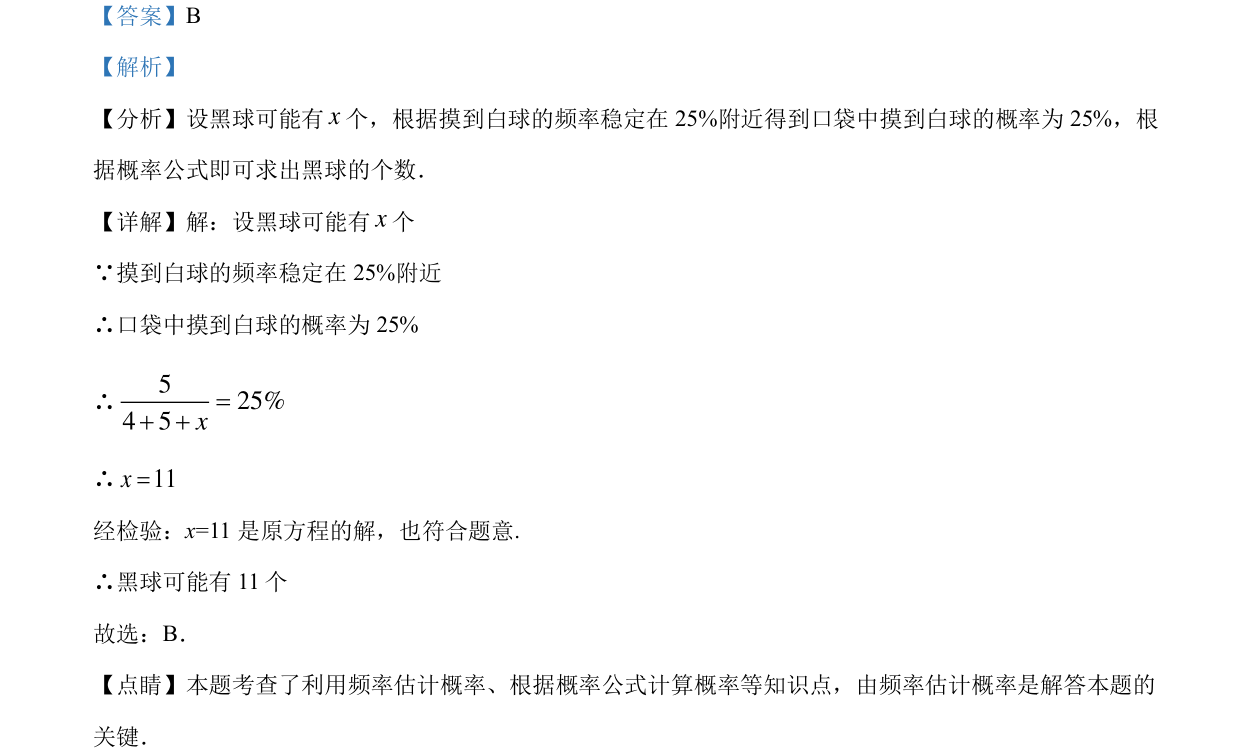 【答案】B
【解析】
【分析】设黑球可能有 x 个，根据摸到白球的频率稳定在 25%附近得到口袋中摸到白球的概率为 25%，根
据概率公式即可求出黑球的个数．
【详解】解：设黑球可能有 x 个
∵摸到白球的频率稳定在 25%附近
∴口袋中摸到白球的概率为 25%
∴ 5/(4+5+x) = 25%
∴ x=11
经检验：x=11 是原方程的解，也符合题意.
∴黑球可能有 11 个
故选：B．
【点睛】本题考查了利用频率估计概率、根据概率公式计算概率等知识点，由频率估计概率是解答本题的
关键．